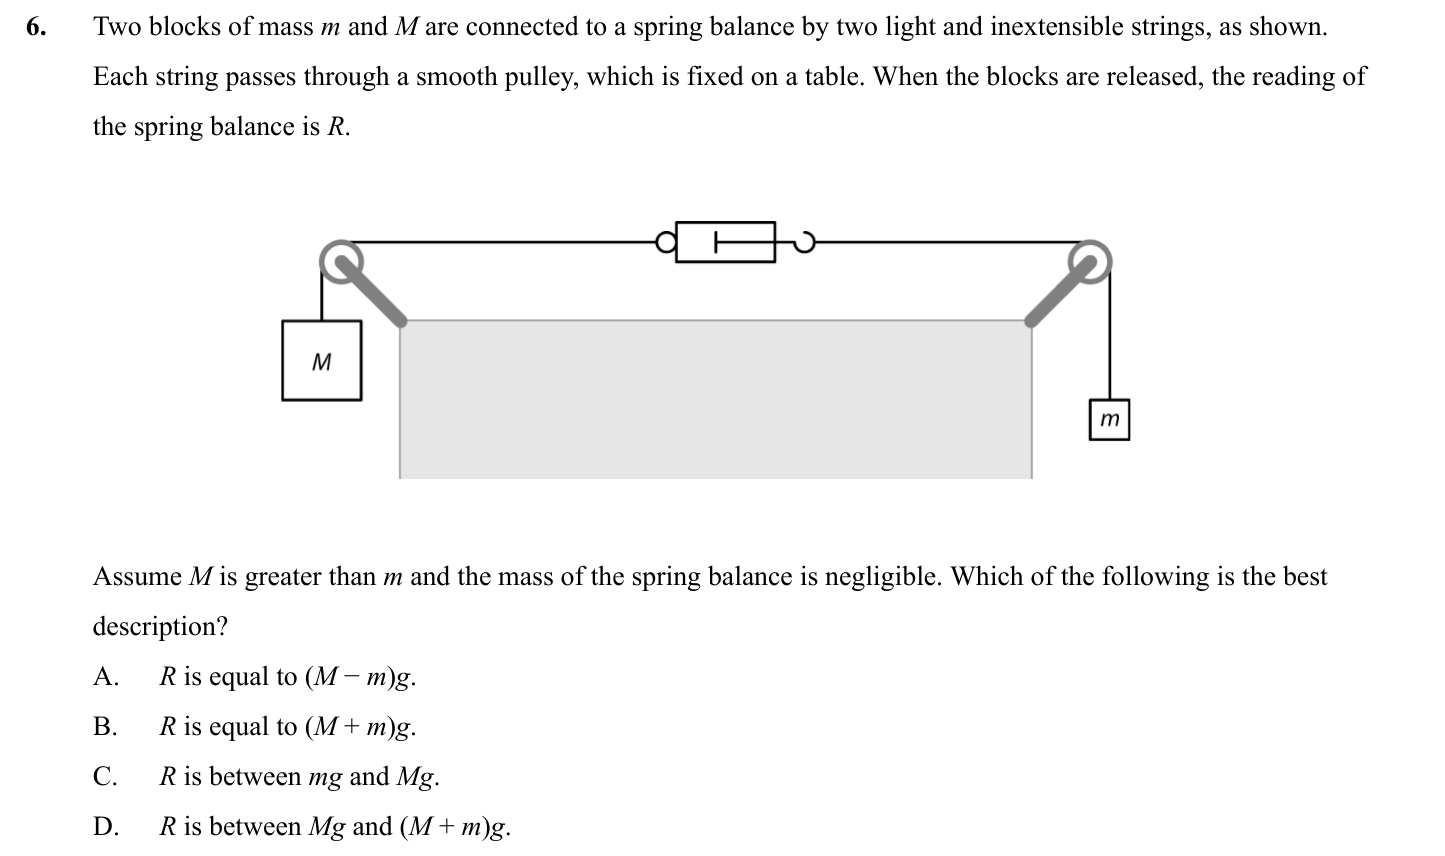 6. Two blocks of mass m and M are connected to a spring balance by two light and inextensible strings, as shown.
Each string passes through a smooth pulley, which is fixed on a table. When the blocks are released, the reading of
the spring balance is R.
M
m
Assume M is greater than m and the mass of the spring balance is negligible. Which of the following is the best
description?
A. R is equal to (M − m)g.
B. R is equal to (M + m)g.
C. R is between mg and Mg.
D. R is between Mg and (M + m)g.